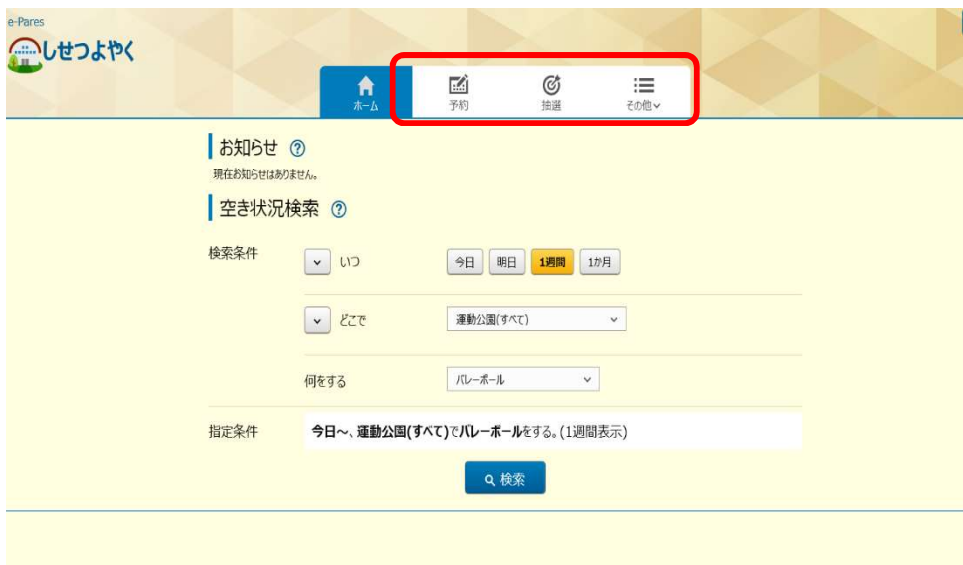 e-Pares
しせつよやく
ホーム
予約
抽選
その他
お知らせ ?
現在お知らせはありません。
空き状況検索 ?
検索条件
いつ
今日 明日 1週間 1か月
どこで
運動公園(すべて)
何をする
バレーボール
指定条件
今日～、運動公園(すべて)でバレーボールをする。(1週間表示)
検索